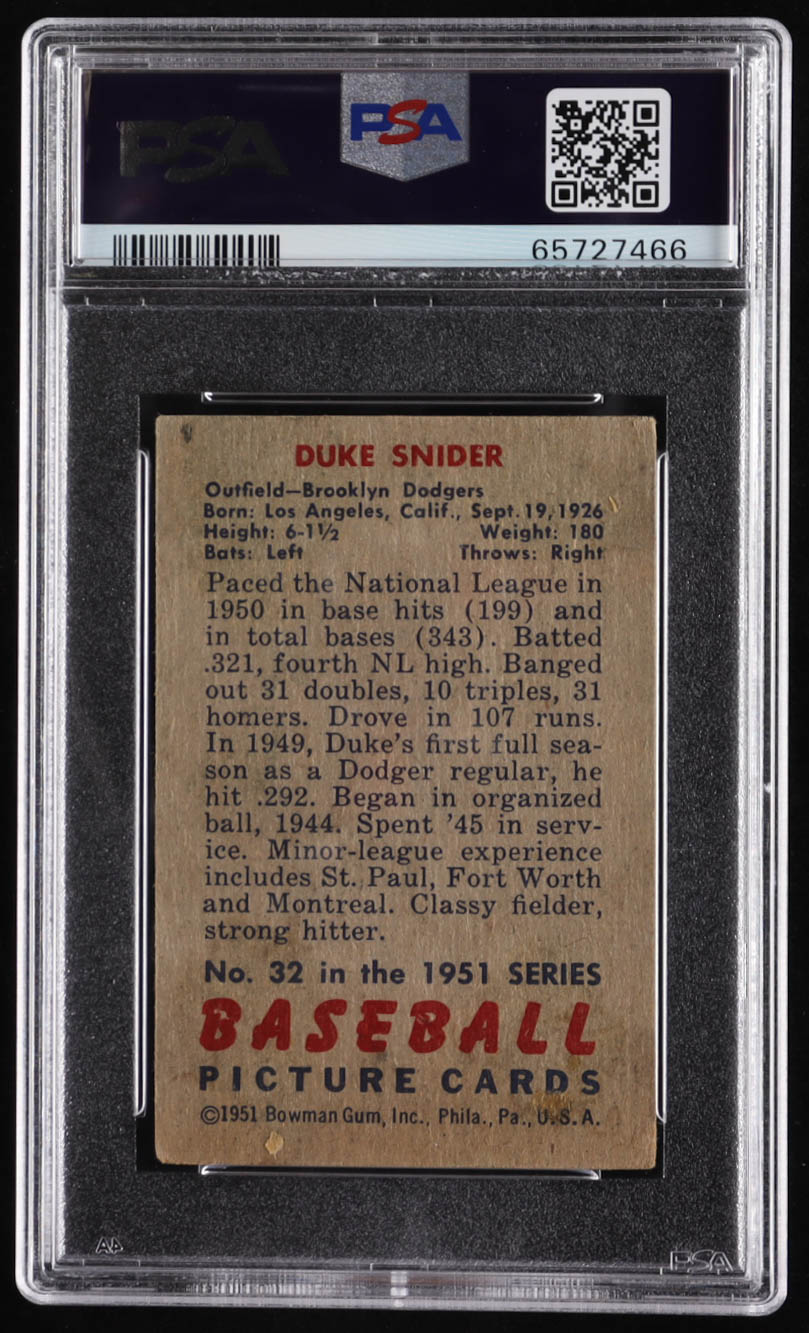 PSA
PSA
65727466
DUKE SNIDER
Outfield—Brooklyn Dodgers
Born: Los Angeles, Calif., Sept. 19, 1926
Height: 6-1½ Weight: 180
Bats: Left Throws: Right
Paced the National League in
1950 in base hits (199) and
in total bases (343). Batted
.321, fourth NL high. Banged
out 31 doubles, 10 triples, 31
homers. Drove in 107 runs.
In 1949, Duke's first full sea-
son as a Dodger regular, he
hit .292. Began in organized
ball, 1944. Spent '45 in serv-
ice. Minor-league experience
includes St. Paul, Fort Worth
and Montreal. Classy fielder,
strong hitter.
No. 32 in the 1951 SERIES
BASEBALL
PICTURE CARDS
©1951 Bowman Gum, Inc., Phila., Pa., U.S.A.
PSA